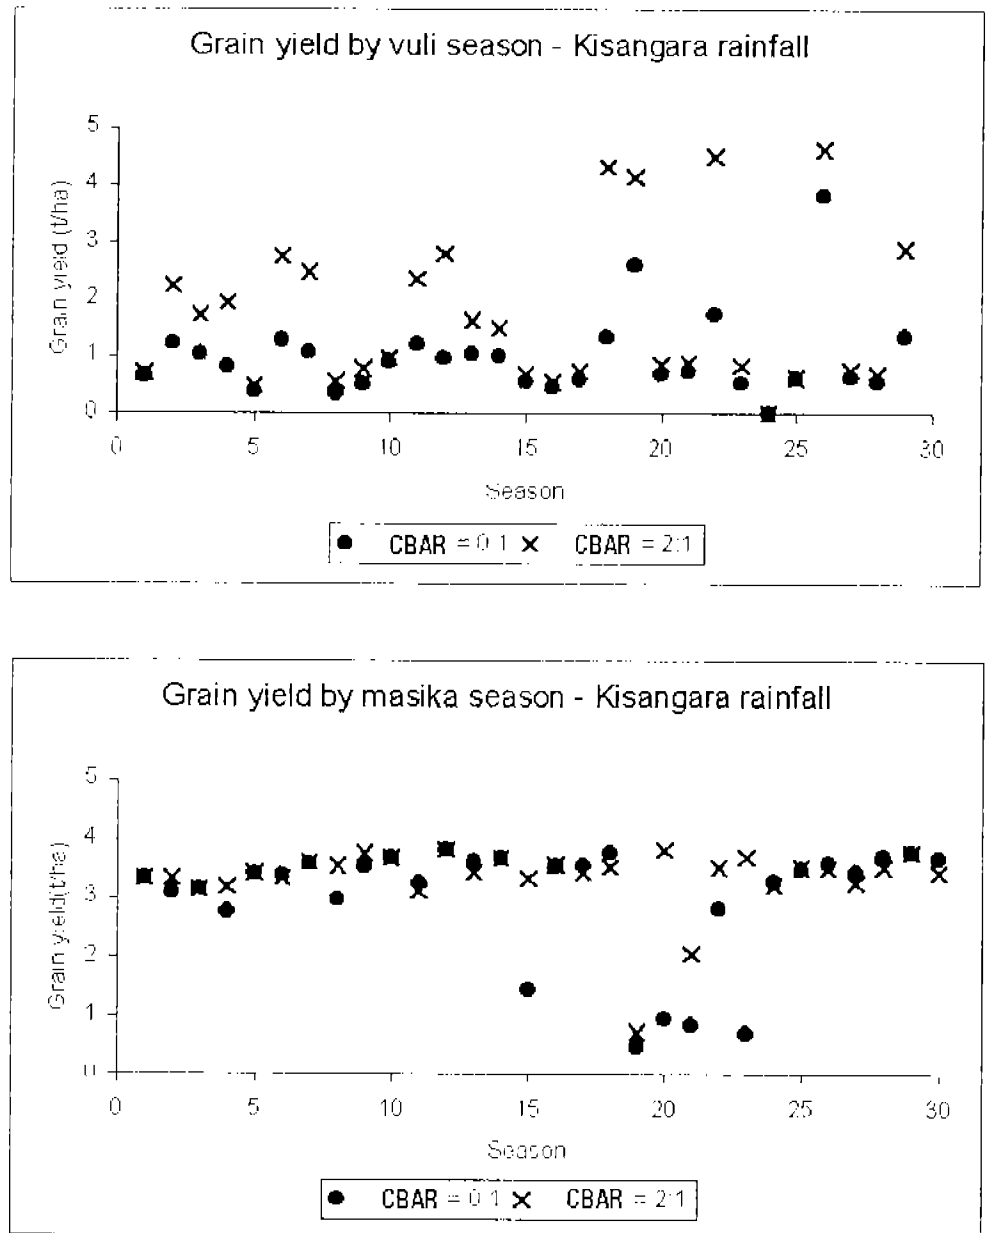 Grain yield by vuli season - Kisangara rainfall
5
4
3
2
1
0
Grain yield (t/ha)
0 5 10 15 20 25 30
Season
CBAR = 0:1 CBAR = 2:1
Grain yield by masika season - Kisangara rainfall
5
4
3
2
1
0
Grain yield(t/ha)
0 5 10 15 20 25 30
Season
CBAR = 0:1 CBAR = 2:1